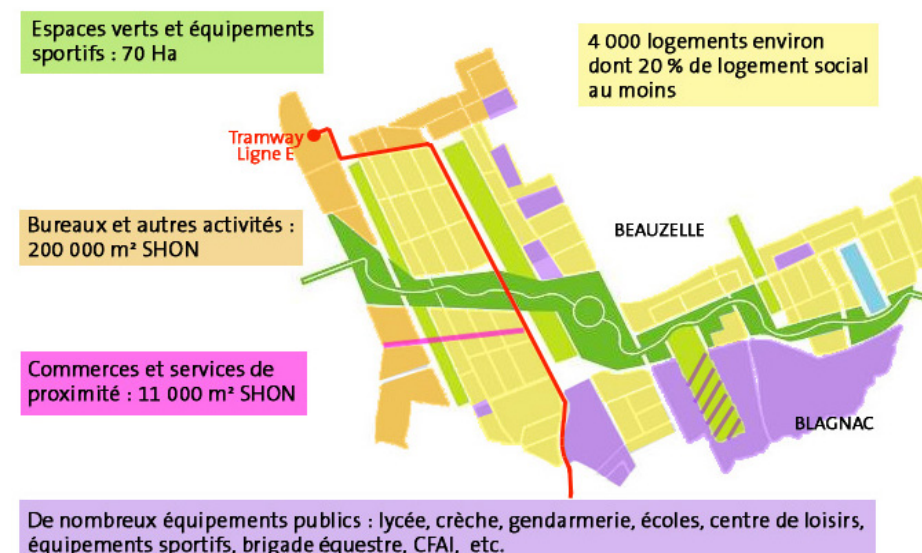 Espaces verts et équipements
sportifs : 70 Ha
4 000 logements environ
dont 20 % de logement social
au moins
Tramway
Ligne E
Bureaux et autres activités :
200 000 m² SHON
BEAUZELLE
Commerces et services de
proximité : 11 000 m² SHON
BLAGNAC
De nombreux équipements publics : lycée, crèche, gendarmerie, écoles, centre de loisirs,
équipements sportifs, brigade équestre, CFAI, etc.